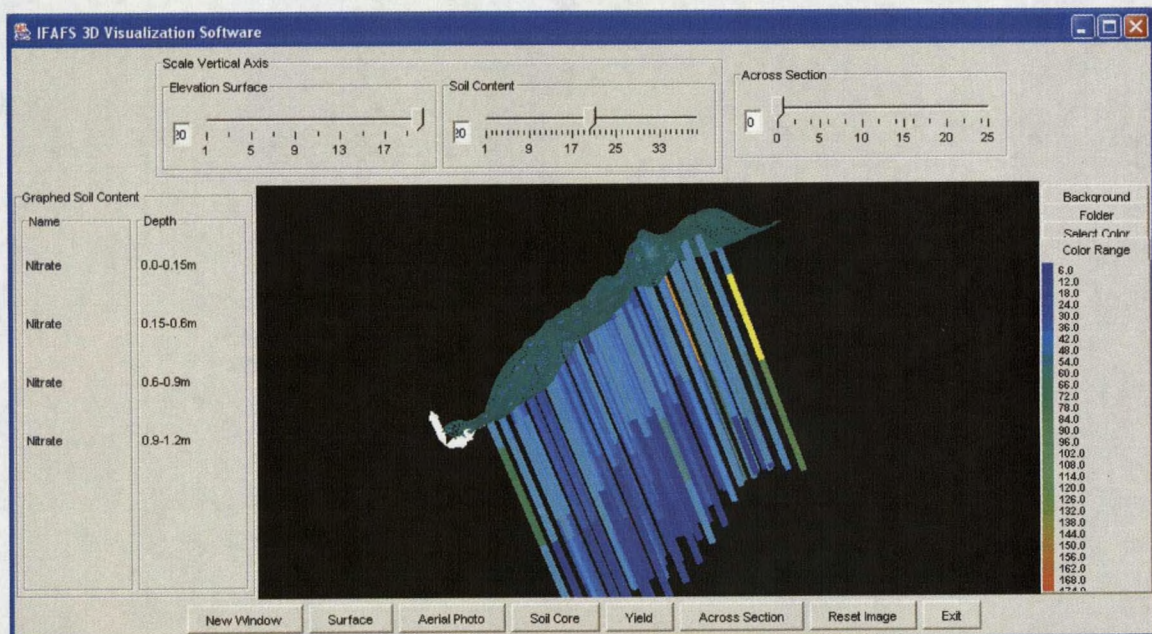 IFAFS 3D Visualization Software
Scale Vertical Axis
Elevation Surface
20
1 5 9 13 17
Soil Content
20
1 9 17 25 33
Across Section
0
0 5 10 15 20 25
Graphed Soil Content
Name Depth
Nitrate 0.0-0.15m
Nitrate 0.15-0.6m
Nitrate 0.6-0.9m
Nitrate 0.9-1.2m
Background
Folder
Select Color
Color Range
6.0
12.0
18.0
24.0
30.0
36.0
42.0
48.0
54.0
60.0
66.0
72.0
78.0
84.0
90.0
96.0
102.0
108.0
114.0
120.0
126.0
132.0
138.0
144.0
150.0
156.0
162.0
168.0
174.0
New Window Surface Aerial Photo Soil Core Yield Across Section Reset Image Exit